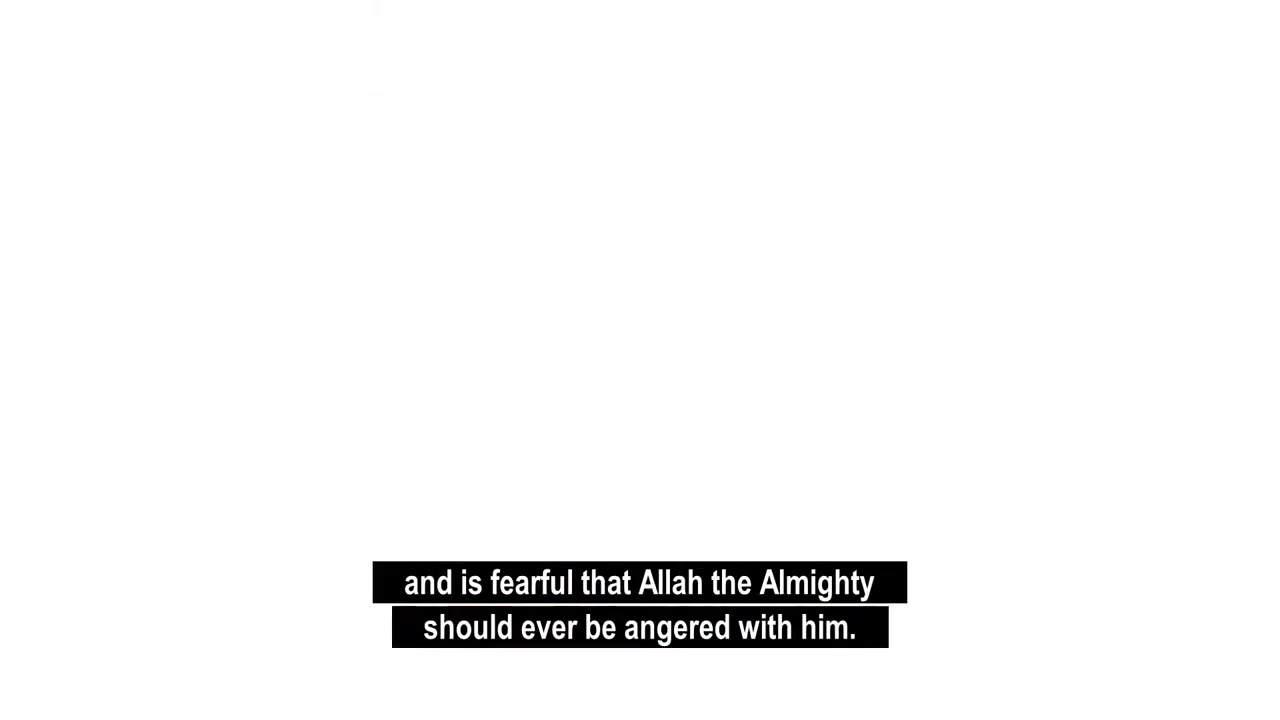 and is fearful that Allah the Almighty
should ever be angered with him.